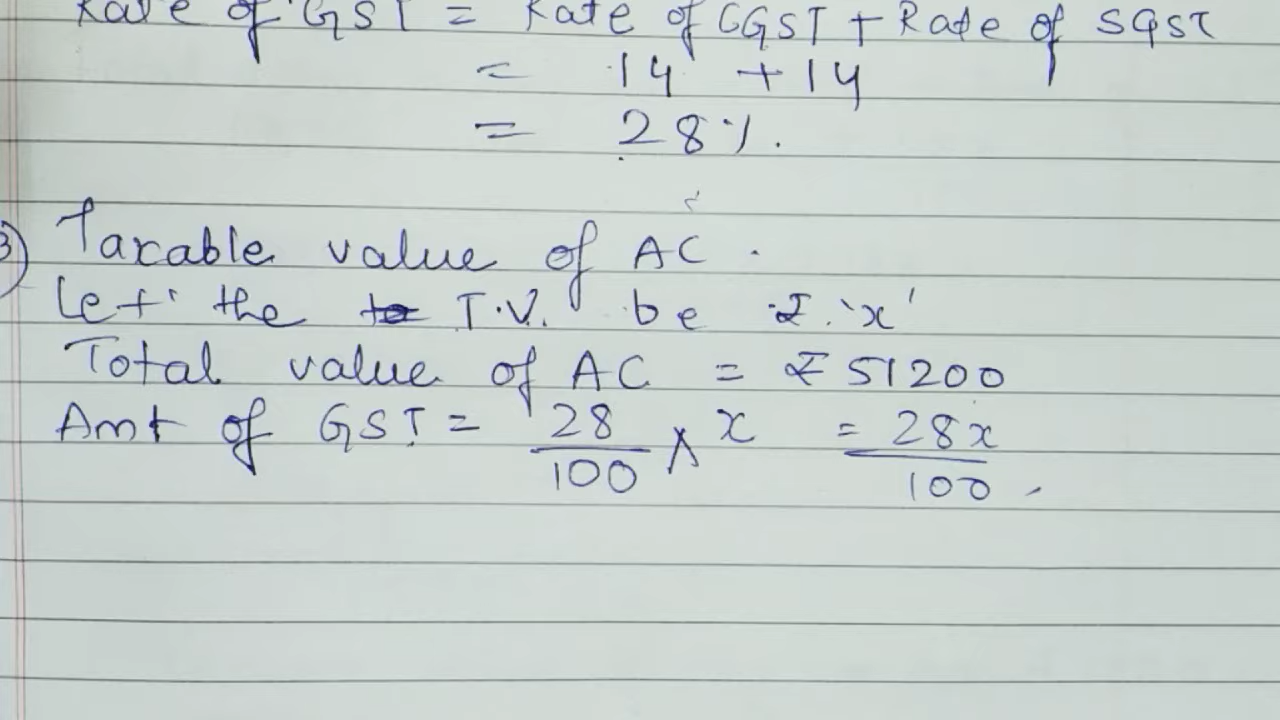 Rate of GST = Rate of CGST + Rate of SGST
= 14 + 14
= 28%.
3) Taxable value of AC.
Let the T.V. be ₹.'x'
Total value of AC = ₹ 51200
Amt of GST = 28/100 × x = 28x/100.